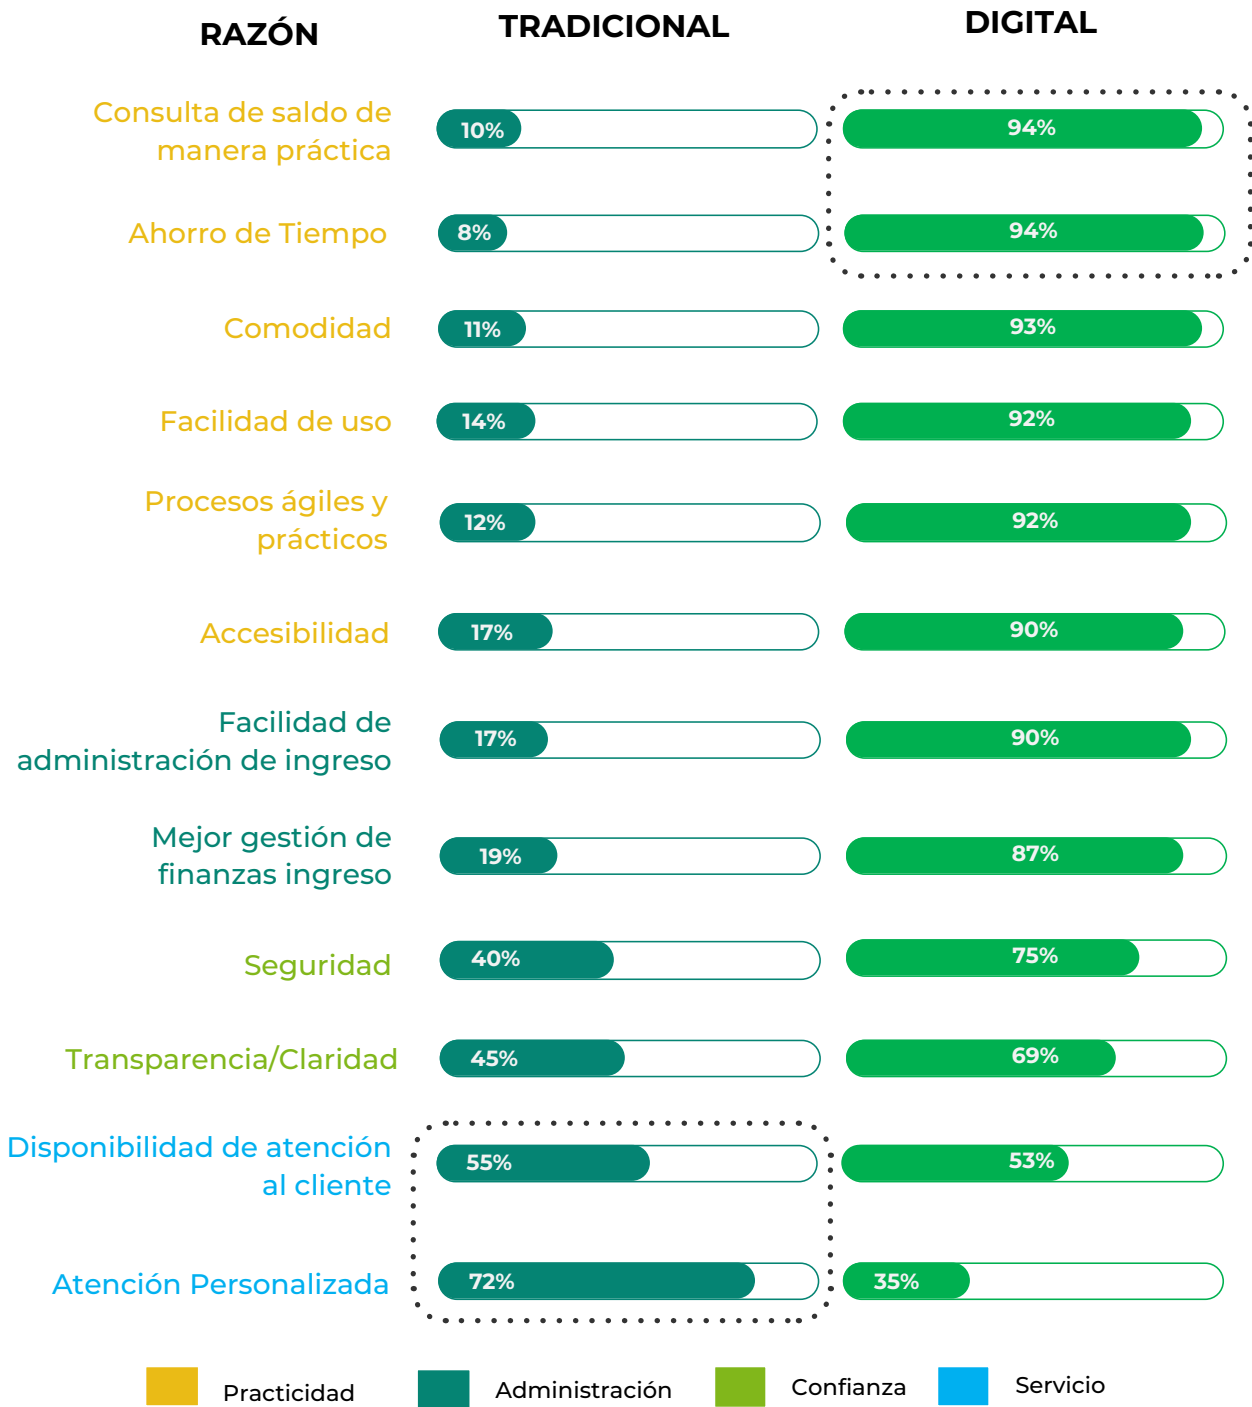 RAZÓN TRADICIONAL DIGITAL
Consulta de saldo de
manera práctica
10% 94%
Ahorro de Tiempo 8% 94%
Comodidad 11% 93%
Facilidad de uso 14% 92%
Procesos ágiles y
prácticos
12% 92%
Accesibilidad 17% 90%
Facilidad de
administración de ingreso
17% 90%
Mejor gestión de
finanzas ingreso
19% 87%
Seguridad 40% 75%
Transparencia/Claridad 45% 69%
Disponibilidad de atención
al cliente
55% 53%
Atención Personalizada 72% 35%
Practicidad Administración Confianza Servicio